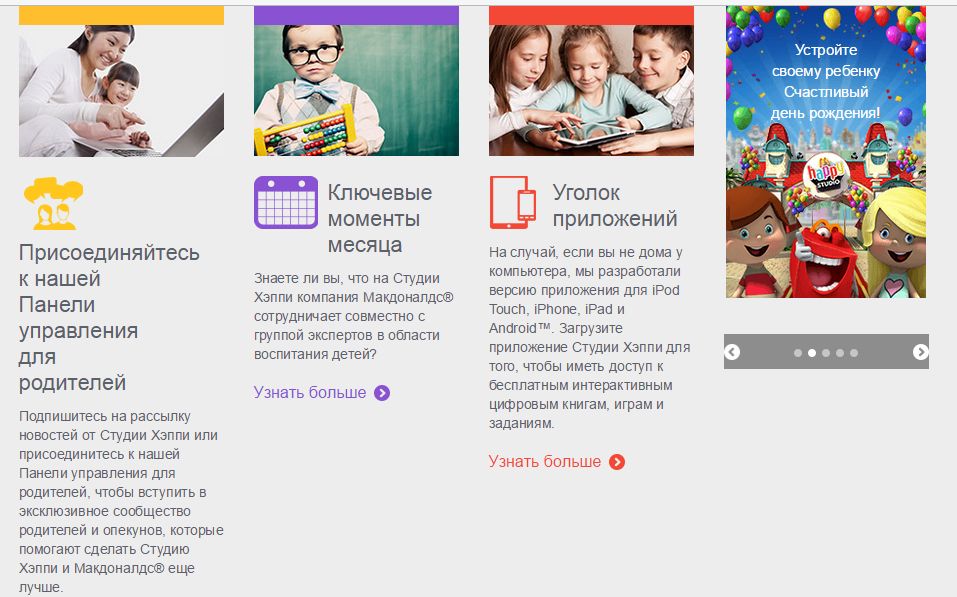 Присоединяйтесь
к нашей
Панели
управления
для
родителей
Подпишитесь на рассылку
новостей от Студии Хэппи или
присоединитесь к нашей
Панели управления для
родителей, чтобы вступить в
эксклюзивное сообщество
родителей и опекунов, которые
помогают сделать Студию
Хэппи и Макдоналдс® еще
лучше.
Ключевые
моменты
месяца
Знаете ли вы, что на Студии
Хэппи компания Макдоналдс®
сотрудничает совместно с
группой экспертов в области
воспитания детей?
Узнать больше
Уголок
приложений
На случай, если вы не дома у
компьютера, мы разработали
версию приложения для iPod
Touch, iPhone, iPad и
Android™. Загрузите
приложение Студии Хэппи для
того, чтобы иметь доступ к
бесплатным интерактивным
цифровым книгам, играм и
заданиям.
Узнать больше
Устройте
своему ребенку
Счастливый
день рождения!
happy
STUDIO